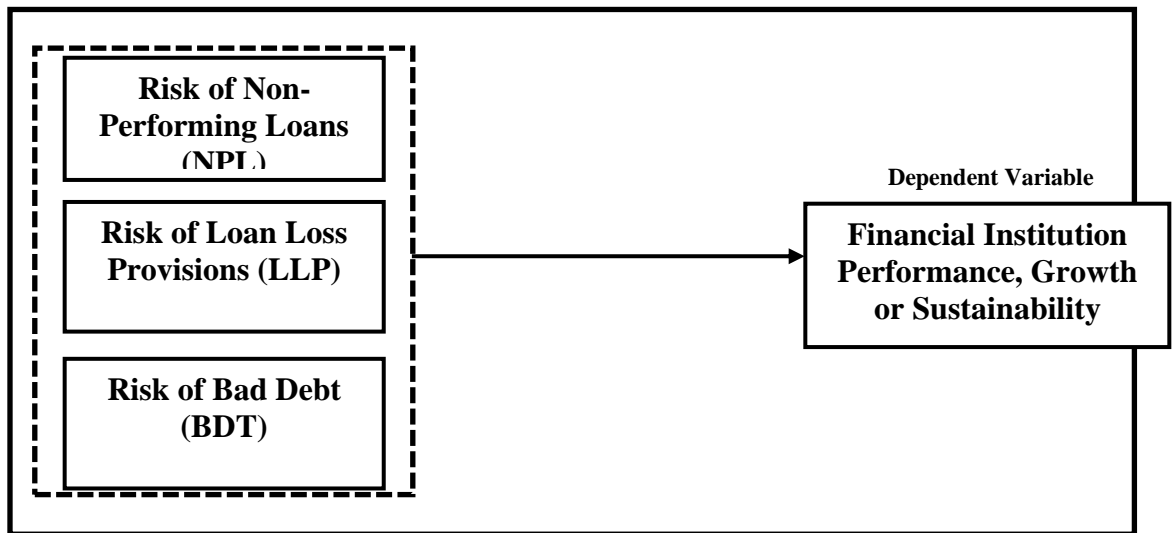 Risk of Non-
Performing Loans
(NPL)
Risk of Loan Loss
Provisions (LLP)
Risk of Bad Debt
(BDT)
Dependent Variable
Financial Institution
Performance, Growth
or Sustainability